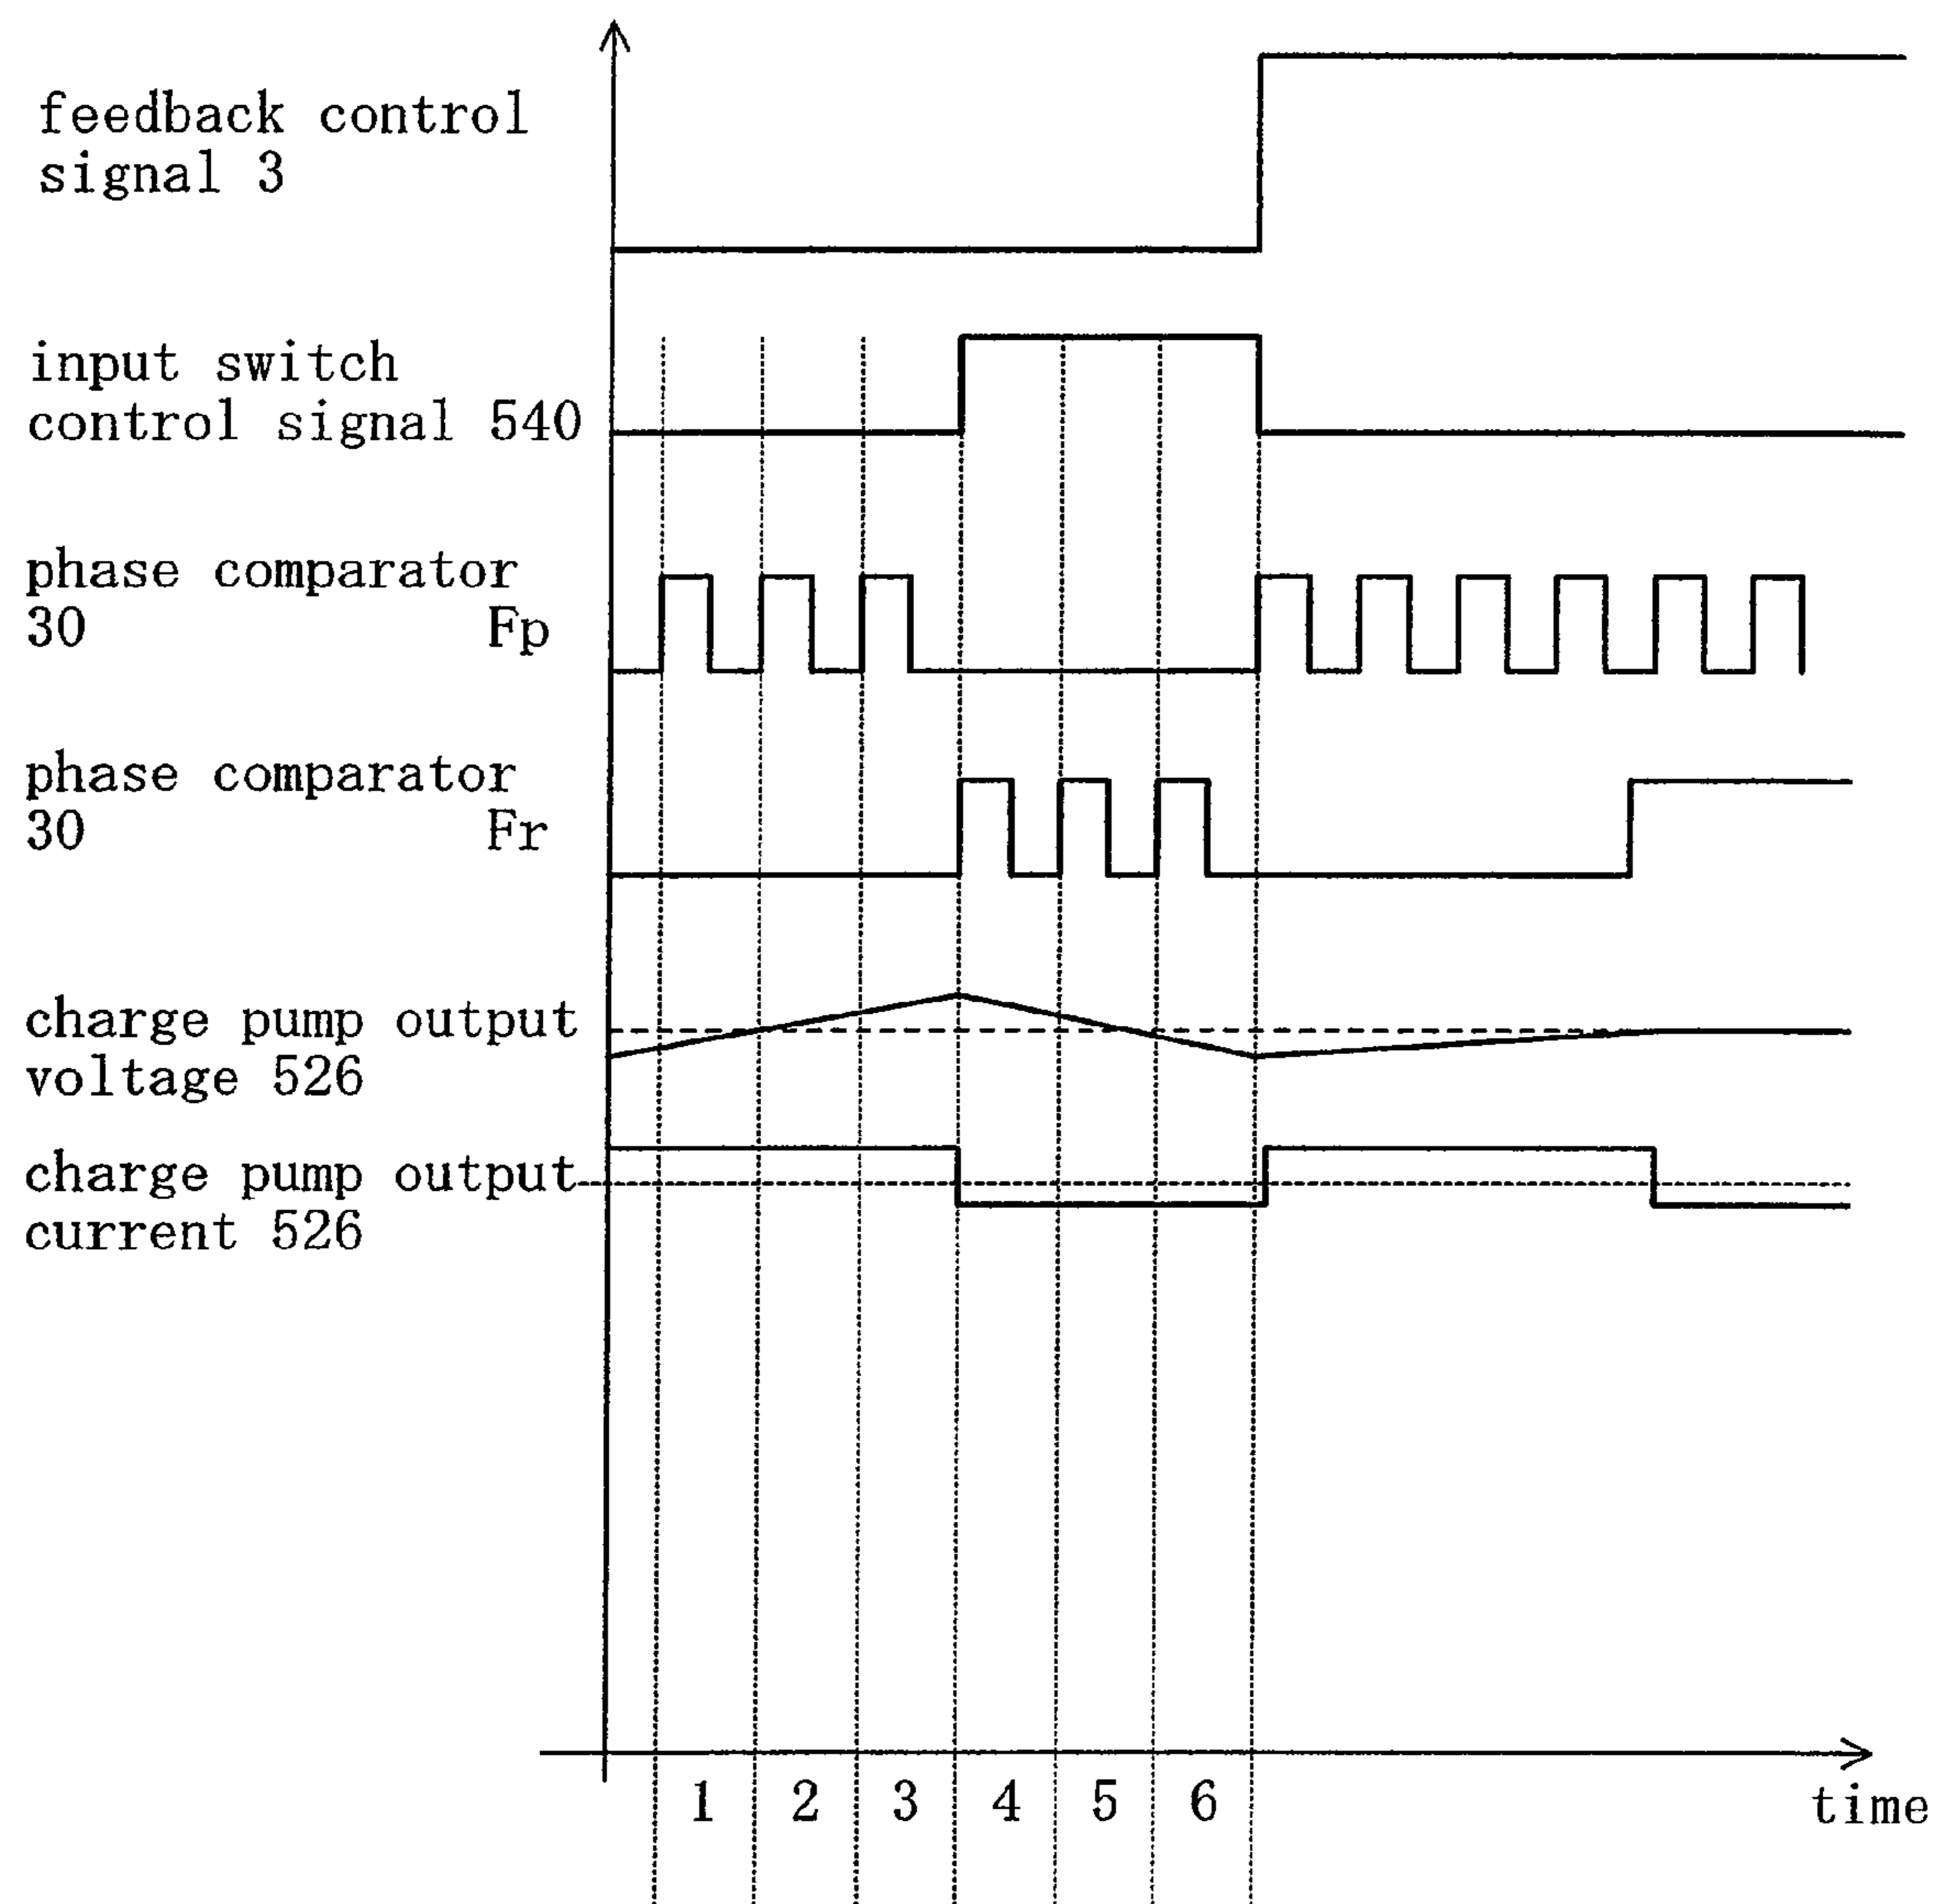 feedback control
signal 3
input switch
control signal 540
phase comparator
30 Fp
phase comparator
30 Fr
charge pump output
voltage 526
charge pump output
current 526
1 2 3 4 5 6
time